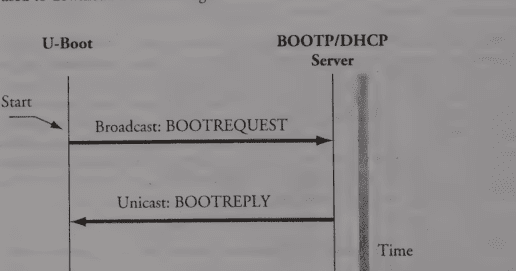 U-Boot
BOOTP/DHCP
Server
Start
Broadcast: BOOTREQUEST
Unicast: BOOTREPLY
Time